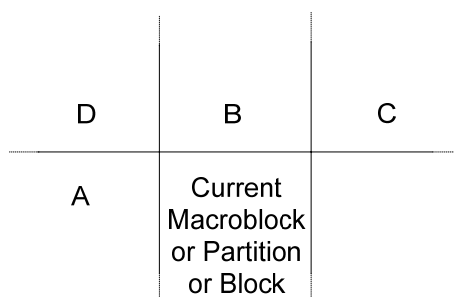 D B C
A
Current
Macroblock
or Partition
or Block